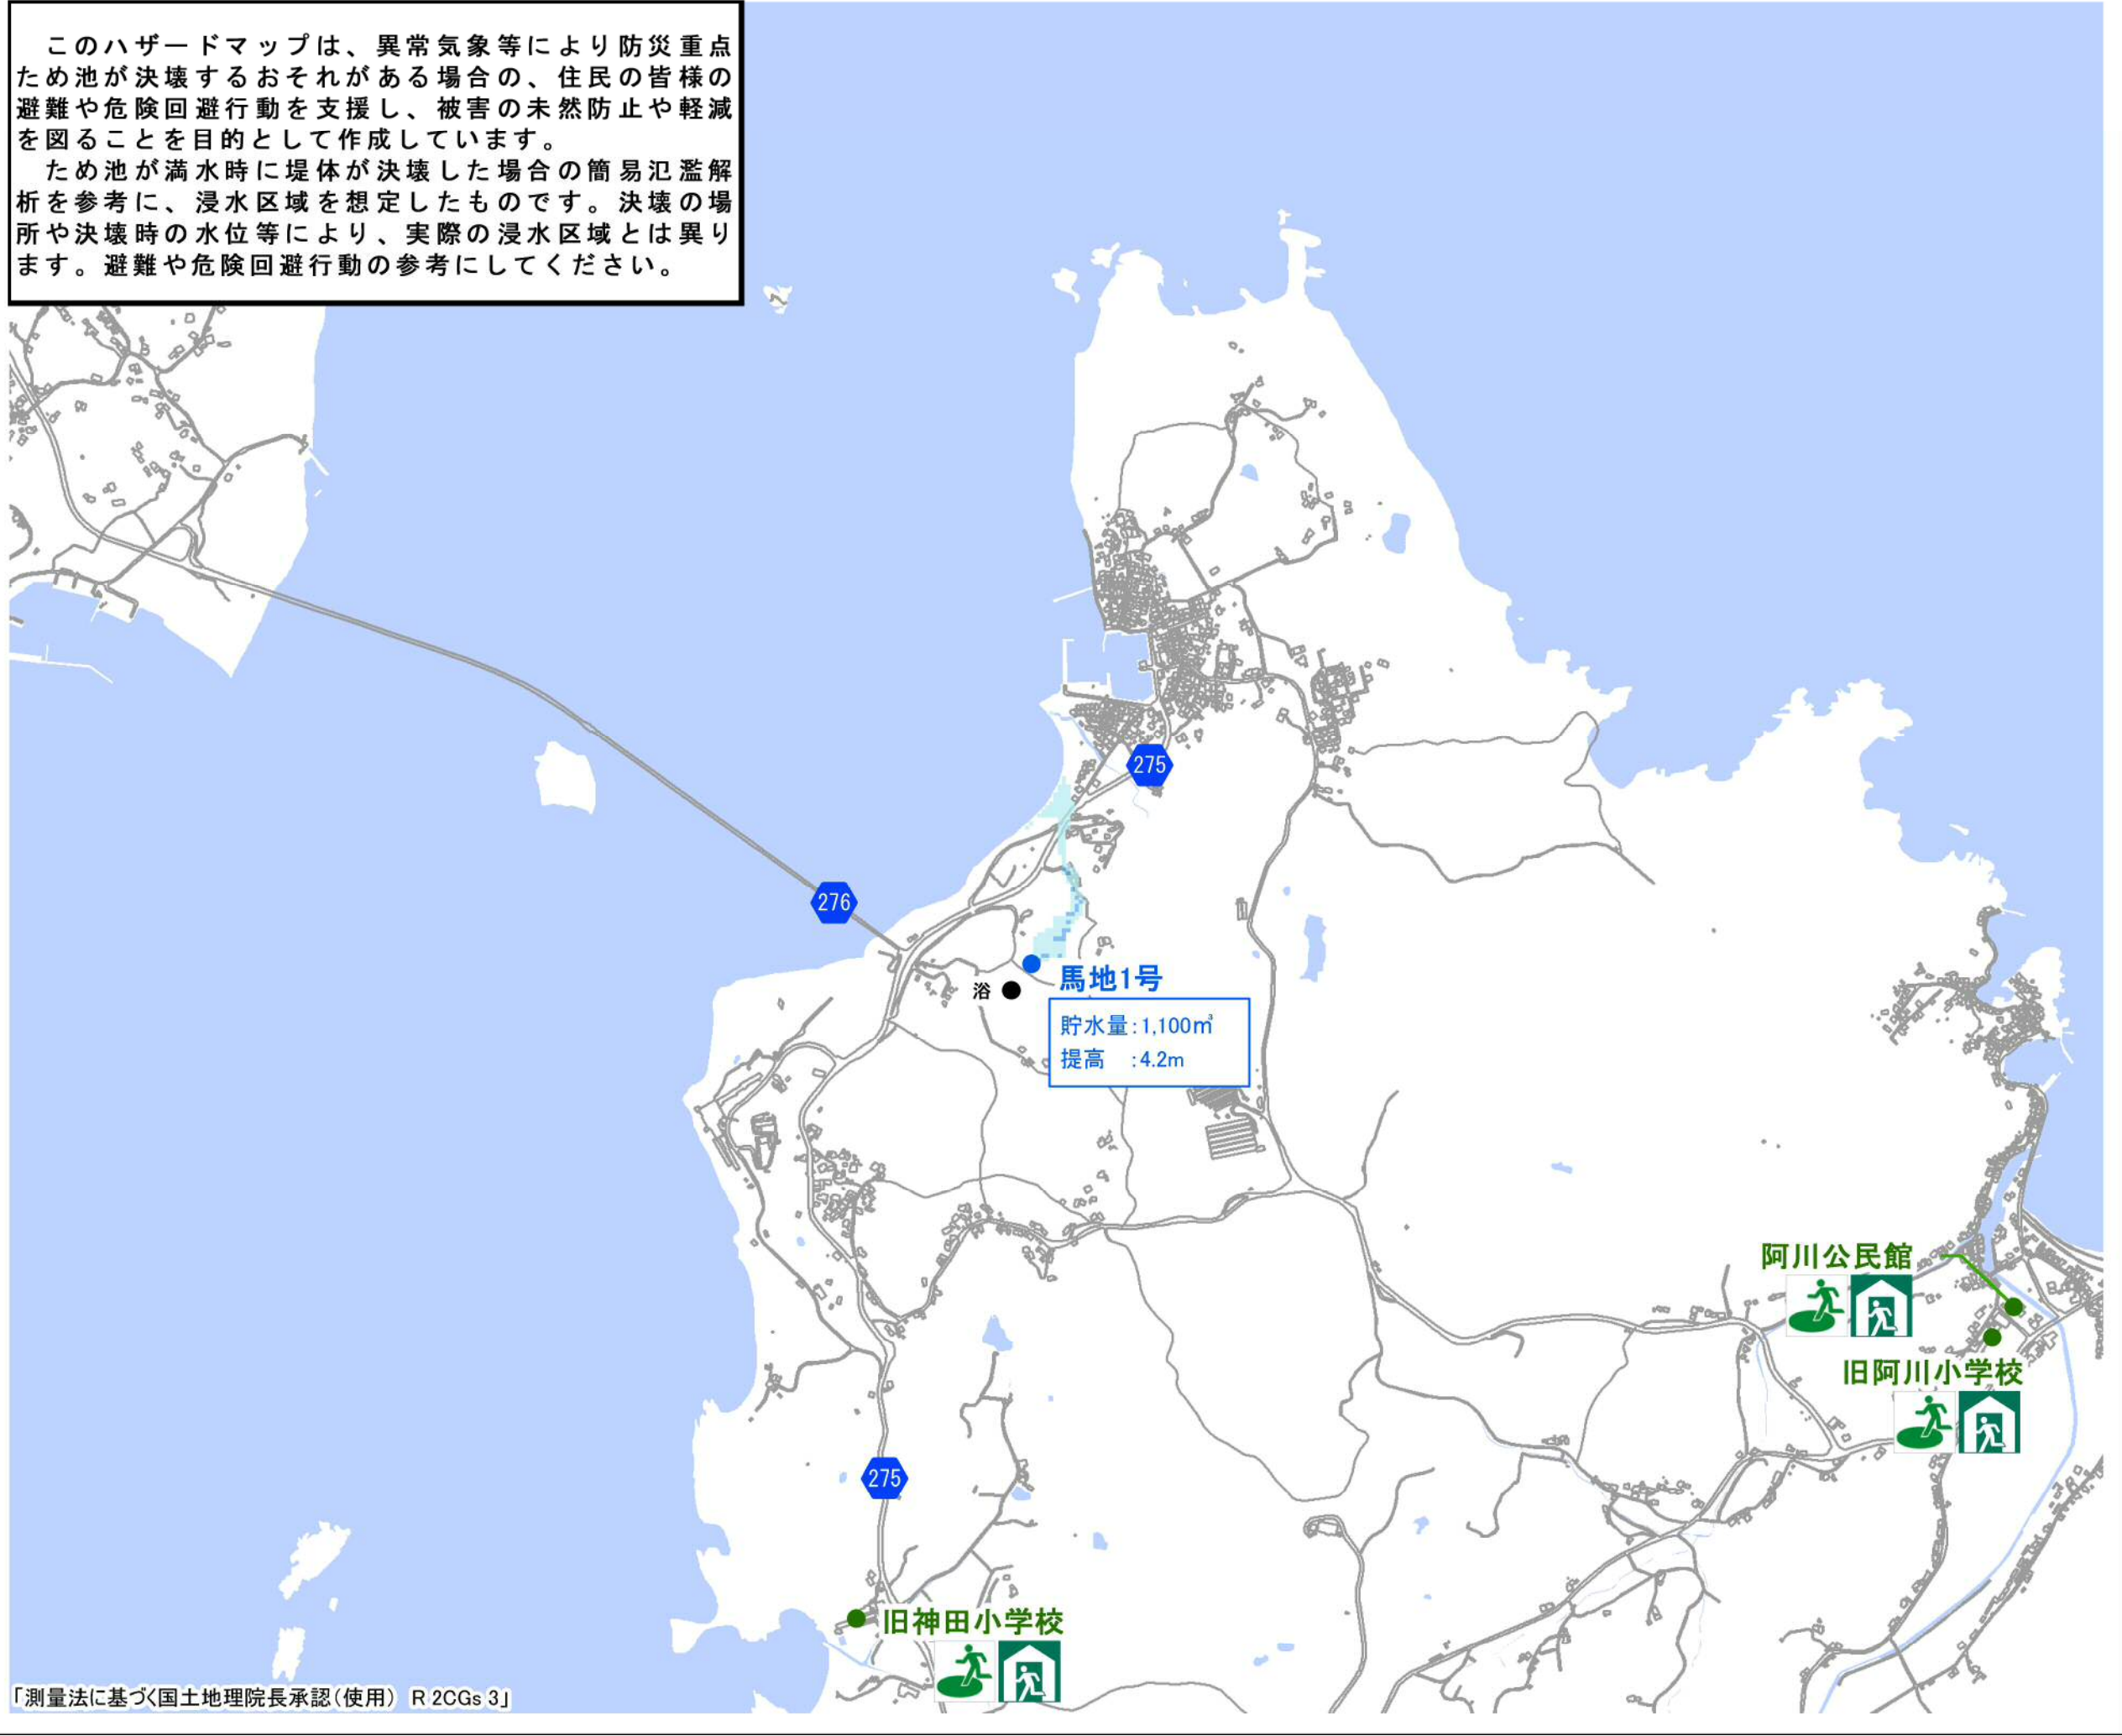 このハザードマップは、異常気象等により防災重点
ため池が決壊するおそれがある場合の、住民の皆様の
避難や危険回避行動を支援し、被害の未然防止や軽減
を図ることを目的として作成しています。
ため池が満水時に堤体が決壊した場合の簡易氾濫解
析を参考に、浸水区域を想定したものです。決壊の場
所や決壊時の水位等により、実際の浸水区域とは異り
ます。避難や危険回避行動の参考にしてください。
275
276
馬地1号
浴
貯水量:1,100㎥
提高 :4.2m
阿川公民館
旧阿川小学校
275
旧神田小学校
「測量法に基づく国土地理院長承認(使用) R 2CGs 3」